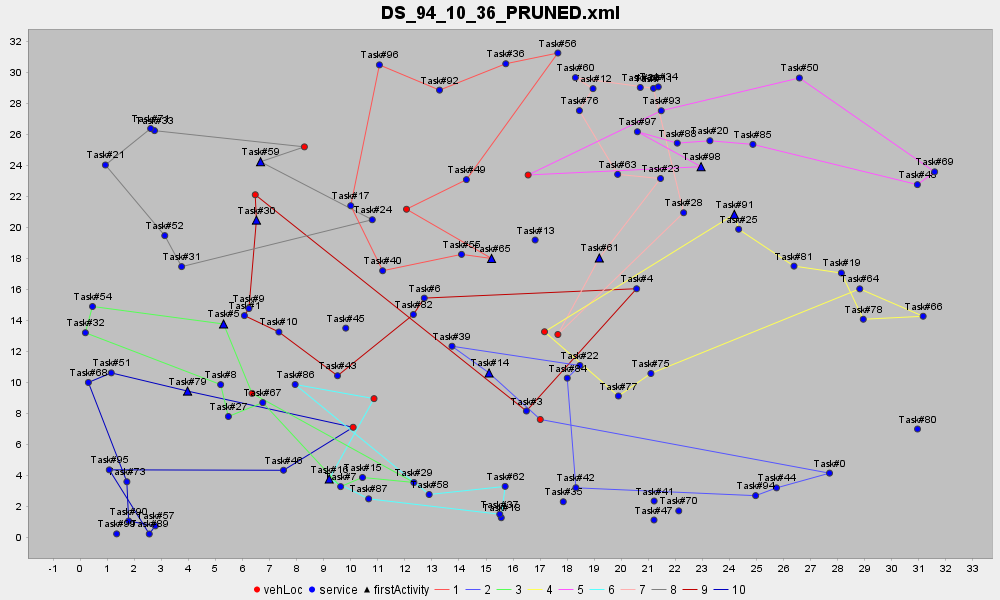 DS_94_10_36_PRUNED.xml
32
30
28
26
24
22
20
18
16
14
12
10
8
6
4
2
0
Task#56
Task#96
Task#36
Task#92
Task#60
Task#12
Task#50
Task#76
Task#93
Task#97
Task#20
Task#85
Task#21
Task#59
Task#63
Task#98
Task#23
Task#69
Task#49
Task#17
Task#24
Task#30
Task#28
Task#91
Task#25
Task#52
Task#13
Task#31
Task#40
Task#55
Task#65
Task#61
Task#81
Task#19
Task#4
Task#64
Task#6
Task#54
Task#9
Task#82
Task#66
Task#78
Task#5
Task#32
Task#10
Task#45
Task#39
Task#22
Task#51
Task#68
Task#79
Task#8
Task#86
Task#43
Task#14
Task#75
Task#77
Task#67
Task#27
Task#3
Task#80
Task#95
Task#73
Task#46
Task#7
Task#15
Task#29
Task#58
Task#62
Task#87
Task#42
Task#35
Task#41
Task#70
Task#47
Task#44
Task#0
Task#90
Task#57
-1 0 1 2 3 4 5 6 7 8 9 10 11 12 13 14 15 16 17 18 19 20 21 22 23 24 25 26 27 28 29 30 31 32 33
vehLoc service firstActivity 1 2 3 4 5 6 7 8 9 10